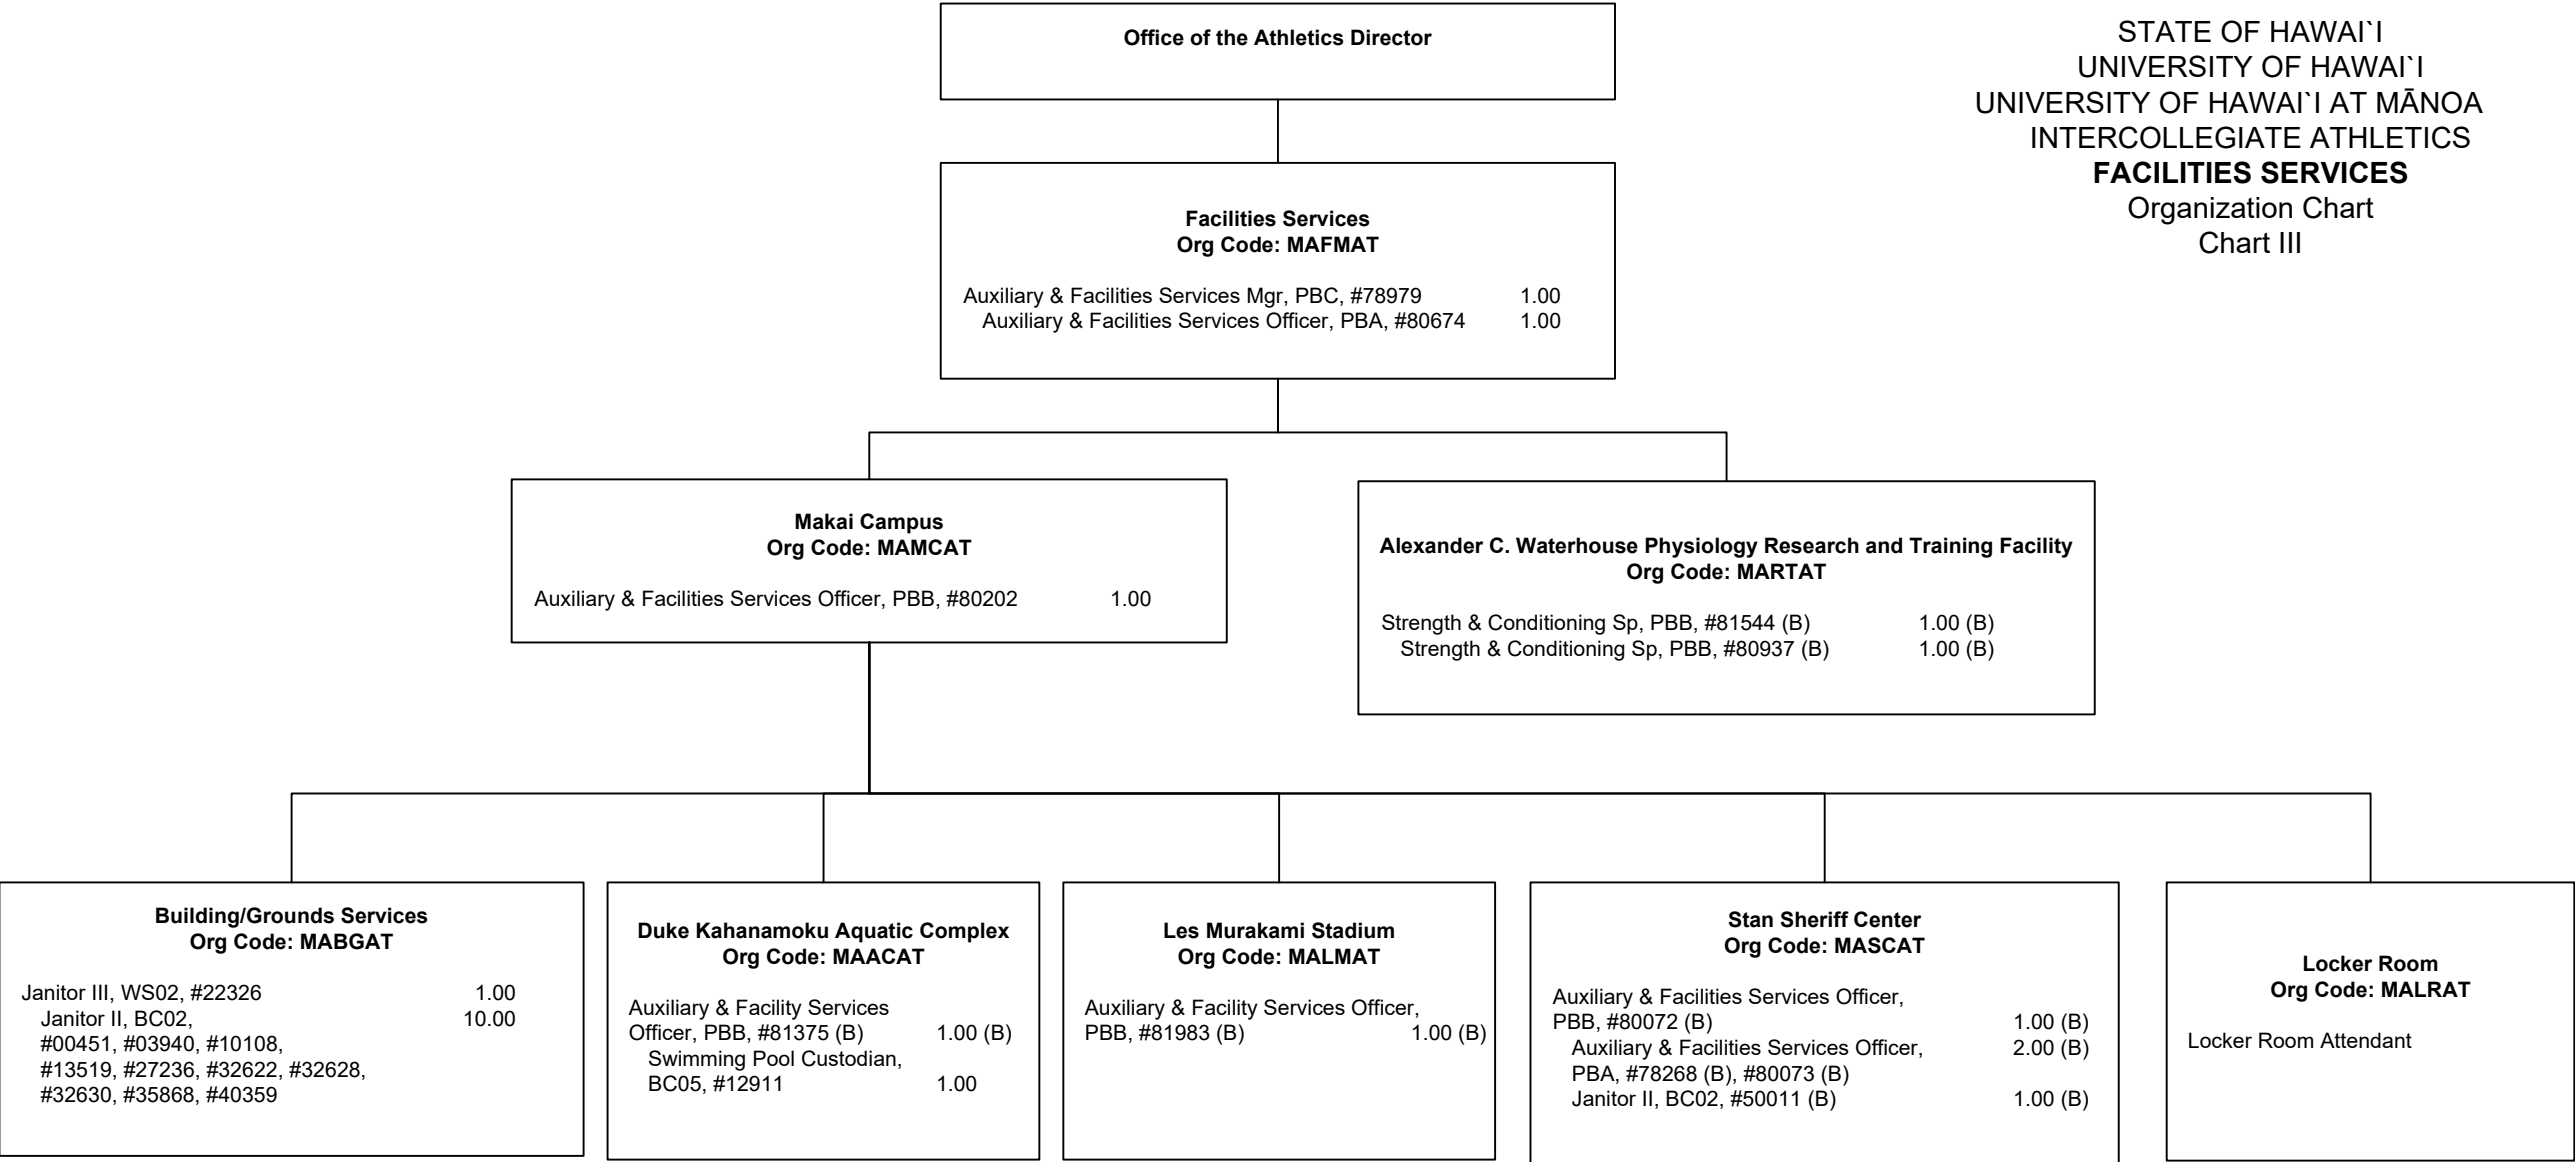 Office of the Athletics Director
STATE OF HAWAI`I
UNIVERSITY OF HAWAI`I
UNIVERSITY OF HAWAI`I AT MĀNOA
INTERCOLLEGIATE ATHLETICS
FACILITIES SERVICES
Organization Chart
Chart III
Facilities Services
Org Code: MAFMAT
Auxiliary & Facilities Services Mgr, PBC, #78979 1.00
Auxiliary & Facilities Services Officer, PBA, #80674 1.00
Makai Campus
Org Code: MAMCAT
Auxiliary & Facilities Services Officer, PBB, #80202 1.00
Alexander C. Waterhouse Physiology Research and Training Facility
Org Code: MARTAT
Strength & Conditioning Sp, PBB, #81544 (B) 1.00 (B)
Strength & Conditioning Sp, PBB, #80937 (B) 1.00 (B)
Building/Grounds Services
Org Code: MABGAT
Janitor III, WS02, #22326 1.00
Janitor II, BC02, 10.00
#00451, #03940, #10108,
#13519, #27236, #32622, #32628,
#32630, #35868, #40359
Duke Kahanamoku Aquatic Complex
Org Code: MAACAT
Auxiliary & Facility Services
Officer, PBB, #81375 (B) 1.00 (B)
Swimming Pool Custodian,
BC05, #12911 1.00
Les Murakami Stadium
Org Code: MALMAT
Auxiliary & Facility Services Officer,
PBB, #81983 (B) 1.00 (B)
Stan Sheriff Center
Org Code: MASCAT
Auxiliary & Facilities Services Officer,
PBB, #80072 (B) 1.00 (B)
Auxiliary & Facilities Services Officer, 2.00 (B)
PBA, #78268 (B), #80073 (B)
Janitor II, BC02, #50011 (B) 1.00 (B)
Locker Room
Org Code: MALRAT
Locker Room Attendant